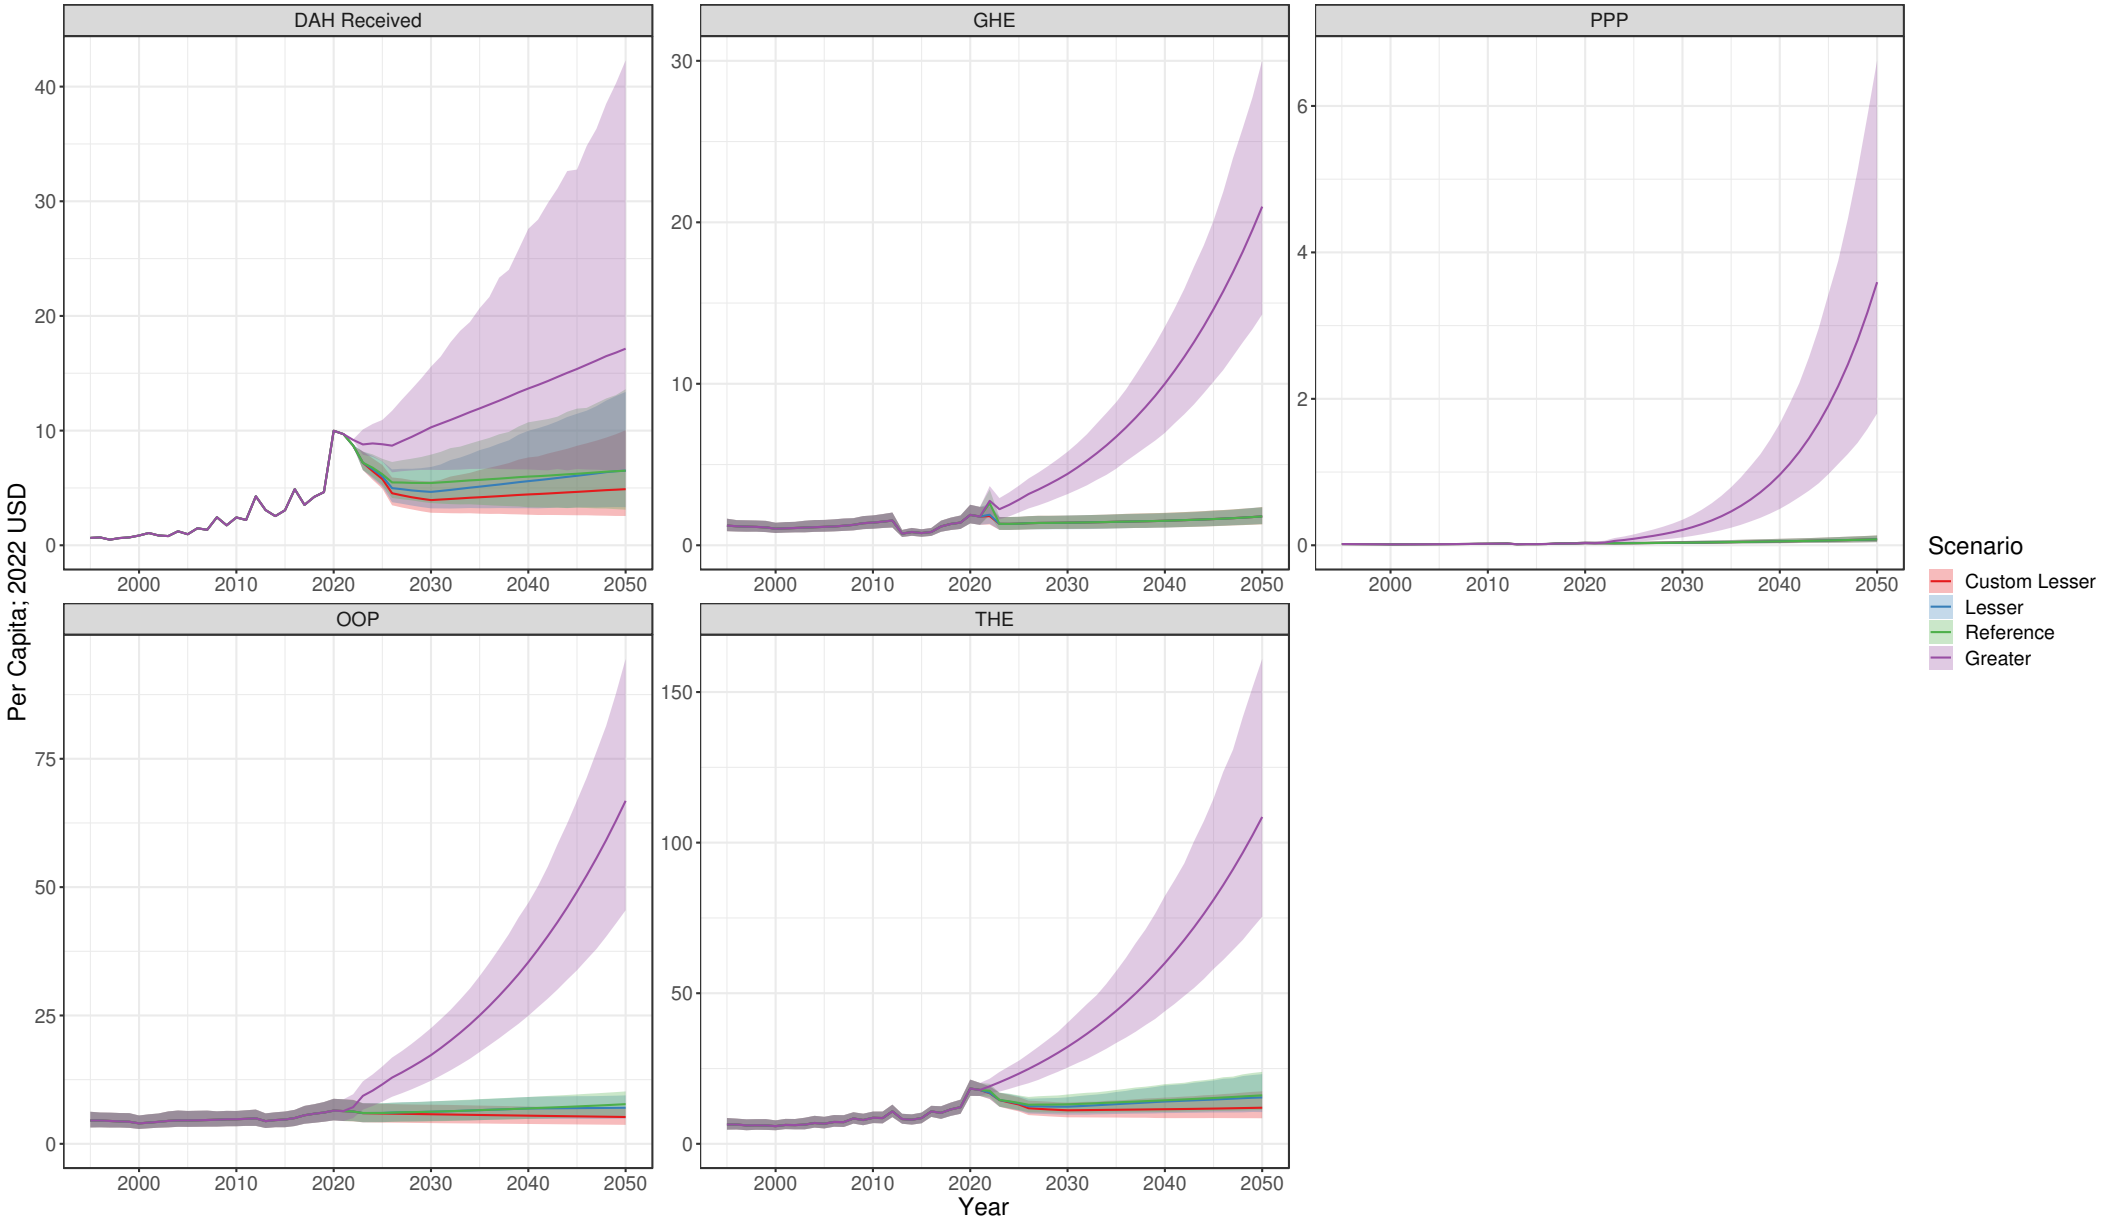 DAH Received
GHE
PPP
40
30
20
10
0
30
20
10
0
6
4
2
0
2000 2010 2020 2030 2040 2050
2000 2010 2020 2030 2040 2050
2000 2010 2020 2030 2040 2050
Per Capita; 2022 USD
OOP
THE
75
50
25
0
150
100
50
0
2000 2010 2020 2030 2040 2050
2000 2010 2020 2030 2040 2050
Year
Scenario
Custom Lesser
Lesser
Reference
Greater